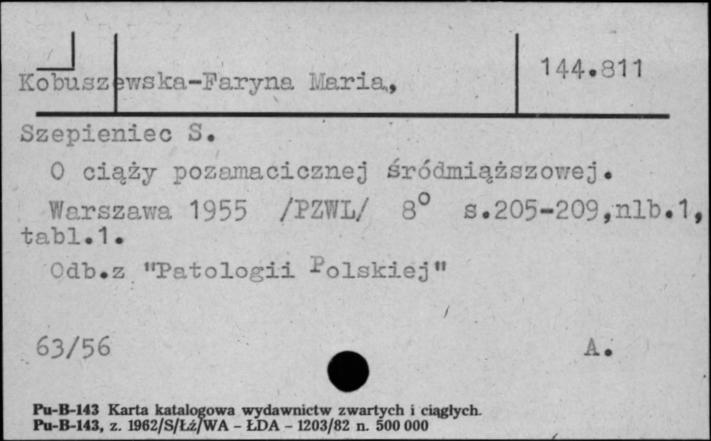 Kobuszewska-Faryna Maria, 144.811
Szepieniec S.
O ciąży pozamacicznej śródmiąższowej.
Warszawa 1955 /PZWL/ 8° s.205-209,nlb.1,
tabl.1.
Odb.z "Patologii Polskiej"
63/56 A.
Pu-B-143 Karta katalogowa wydawnictw zwartych i ciągłych.
Pu-B-143, z. 1962/S/Łź/WA - ŁDA - 1203/82 n. 500 000